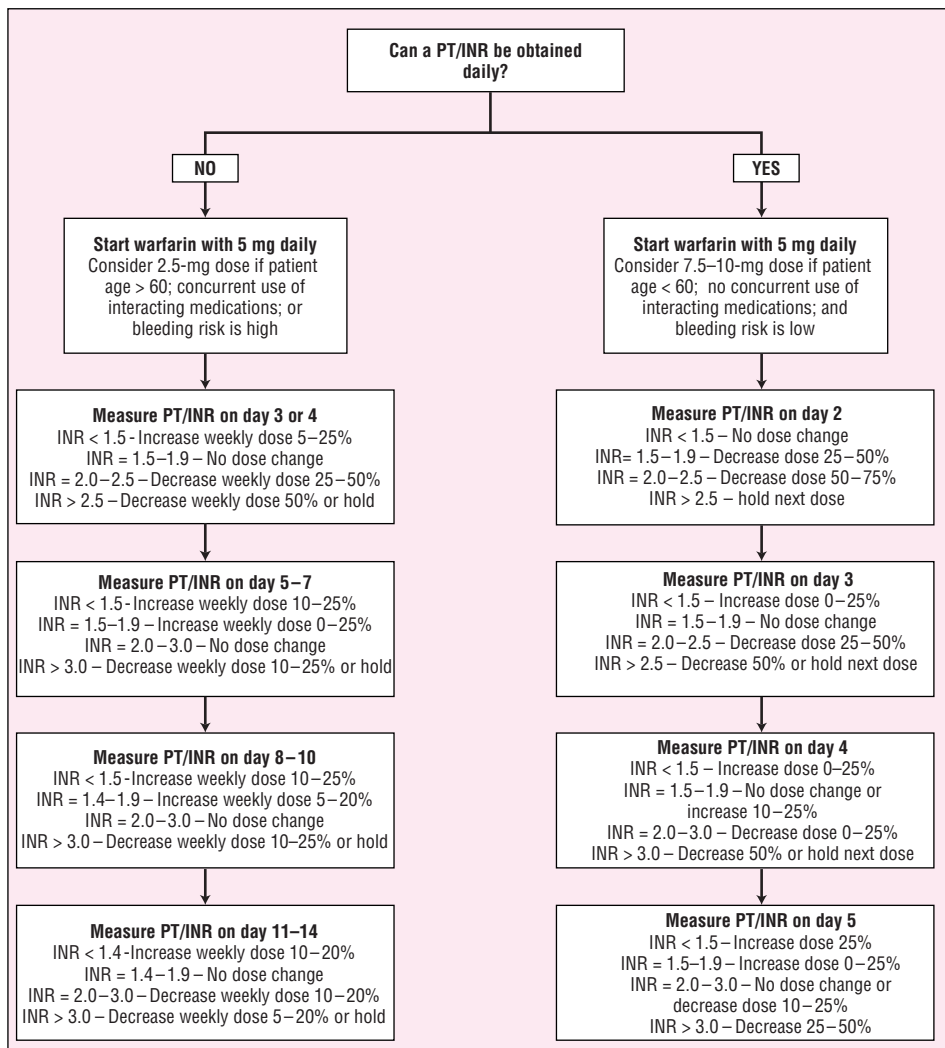 Can a PT/INR be obtained
daily?
NO
YES
Start warfarin with 5 mg daily
Consider 2.5-mg dose if patient
age > 60; concurrent use of
interacting medications; or
bleeding risk is high
Start warfarin with 5 mg daily
Consider 7.5–10-mg dose if patient
age < 60; no concurrent use of
interacting medications; and
bleeding risk is low
Measure PT/INR on day 3 or 4
INR < 1.5 - Increase weekly dose 5–25%
INR = 1.5–1.9 – No dose change
INR = 2.0–2.5 – Decrease weekly dose 25–50%
INR > 2.5 – Decrease weekly dose 50% or hold
Measure PT/INR on day 2
INR < 1.5 – No dose change
INR= 1.5–1.9 – Decrease dose 25–50%
INR = 2.0–2.5 – Decrease dose 50–75%
INR > 2.5 – hold next dose
Measure PT/INR on day 5–7
INR < 1.5- Increase weekly dose 10–25%
INR = 1.5–1.9 – Increase weekly dose 0–25%
INR = 2.0–3.0 – No dose change
INR > 3.0 – Decrease weekly dose 10–25% or hold
Measure PT/INR on day 3
INR < 1.5 – Increase dose 0–25%
INR = 1.5–1.9 – No dose change
INR = 2.0–2.5 – Decrease dose 25–50%
INR > 2.5 – Decrease 50% or hold next dose
Measure PT/INR on day 8–10
INR < 1.5-Increase weekly dose 10–25%
INR = 1.4–1.9 – Increase weekly dose 5–20%
INR = 2.0–3.0 – No dose change
INR > 3.0 – Decrease weekly dose 10–25% or hold
Measure PT/INR on day 4
INR < 1.5 – Increase dose 0–25%
INR = 1.5–1.9 – No dose change or
increase 10–25%
INR = 2.0–3.0 – Decrease dose 0–25%
INR > 3.0 – Decrease 50% or hold next dose
Measure PT/INR on day 11–14
INR < 1.4-Increase weekly dose 10–20%
INR = 1.4–1.9 – No dose change
INR = 2.0–3.0 – Decrease weekly dose 10–20%
INR > 3.0 – Decrease weekly dose 5–20% or hold
Measure PT/INR on day 5
INR < 1.5 – Increase dose 25%
INR = 1.5–1.9 – Increase dose 0–25%
INR = 2.0–3.0 – No dose change or
decrease dose 10–25%
INR > 3.0 – Decrease 25–50%